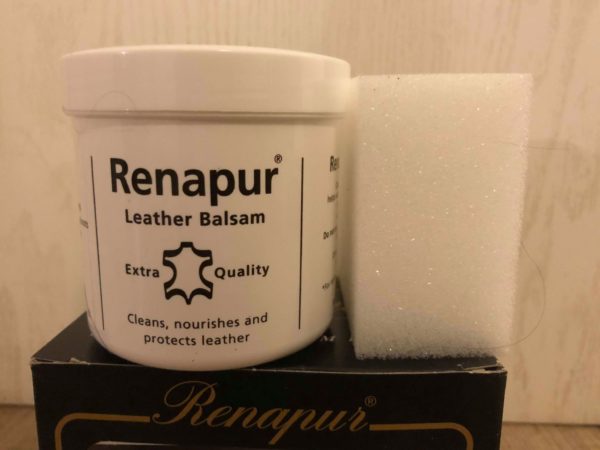 Renapur®
Leather Balsam
Extra Quality
Cleans, nourishes and
protects leather
Renapur®